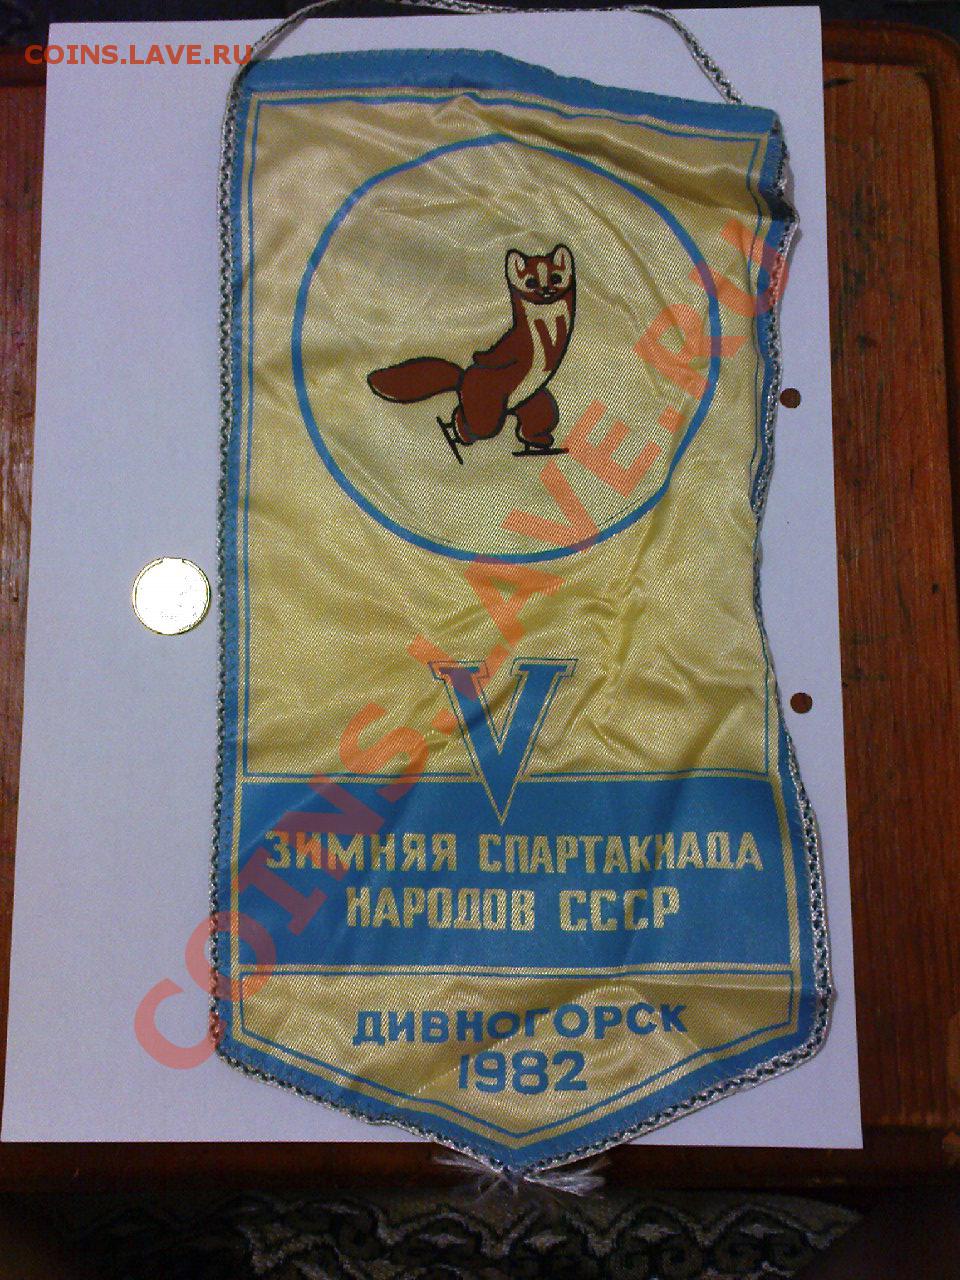 COINS.LAVE.RU
V
V
ЗИМНЯЯ СПАРТАКИАДА
НАРОДОВ СССР
ДИВНОГОРСК
1982
COINS.LAVE.RU